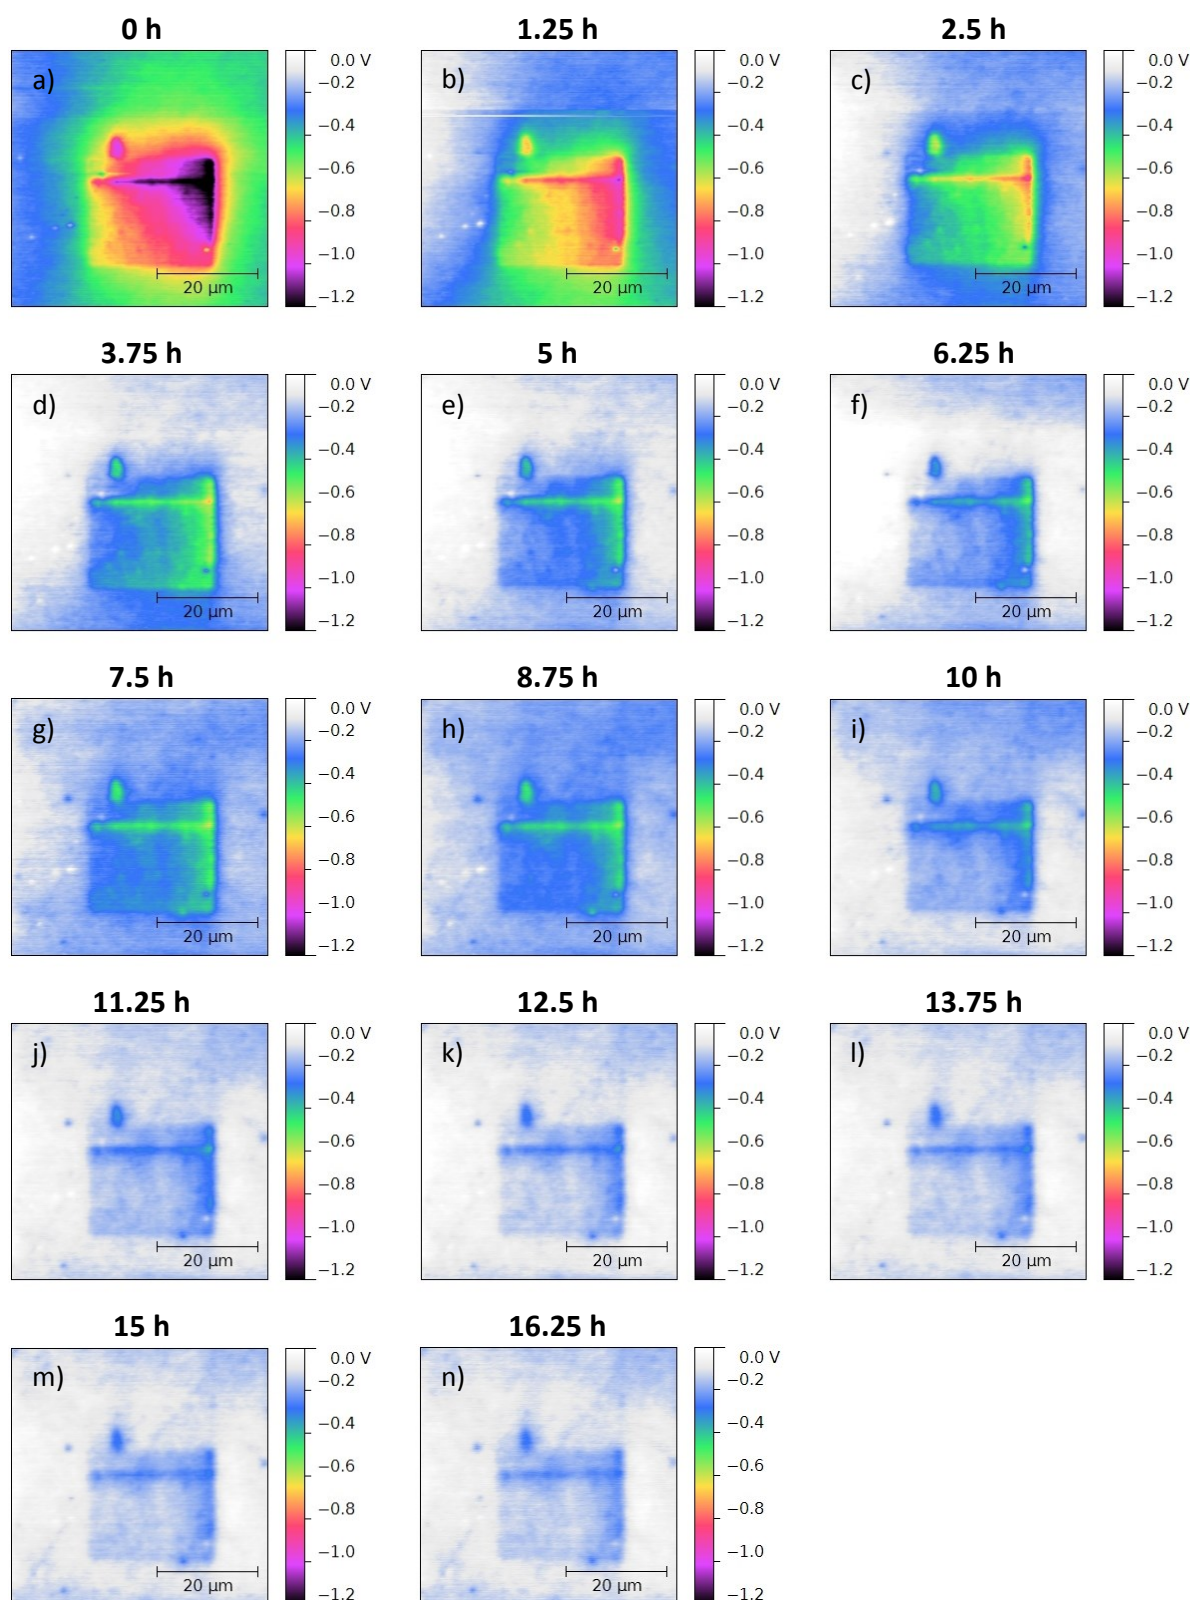 0 h 1.25 h 2.5 h
a) 0.0 V b) 0.0 V c) 0.0 V
−0.2 −0.2 −0.2
−0.4 −0.4 −0.4
−0.6 −0.6 −0.6
−0.8 −0.8 −0.8
−1.0 −1.0 −1.0
20 µm −1.2 20 µm −1.2 20 µm −1.2
3.75 h 5 h 6.25 h
d) 0.0 V e) 0.0 V f) 0.0 V
−0.2 −0.2 −0.2
−0.4 −0.4 −0.4
−0.6 −0.6 −0.6
−0.8 −0.8 −0.8
−1.0 −1.0 −1.0
20 µm −1.2 20 µm −1.2 20 µm −1.2
7.5 h 8.75 h 10 h
g) 0.0 V h) 0.0 V i) 0.0 V
−0.2 −0.2 −0.2
−0.4 −0.4 −0.4
−0.6 −0.6 −0.6
−0.8 −0.8 −0.8
−1.0 −1.0 −1.0
20 µm −1.2 20 µm −1.2 20 µm −1.2
11.25 h 12.5 h 13.75 h
j) 0.0 V k) 0.0 V l) 0.0 V
−0.2 −0.2 −0.2
−0.4 −0.4 −0.4
−0.6 −0.6 −0.6
−0.8 −0.8 −0.8
−1.0 −1.0 −1.0
20 µm −1.2 20 µm −1.2 20 µm −1.2
15 h 16.25 h
m) 0.0 V n) 0.0 V
−0.2 −0.2
−0.4 −0.4
−0.6 −0.6
−0.8 −0.8
−1.0 −1.0
20 µm −1.2 20 µm −1.2